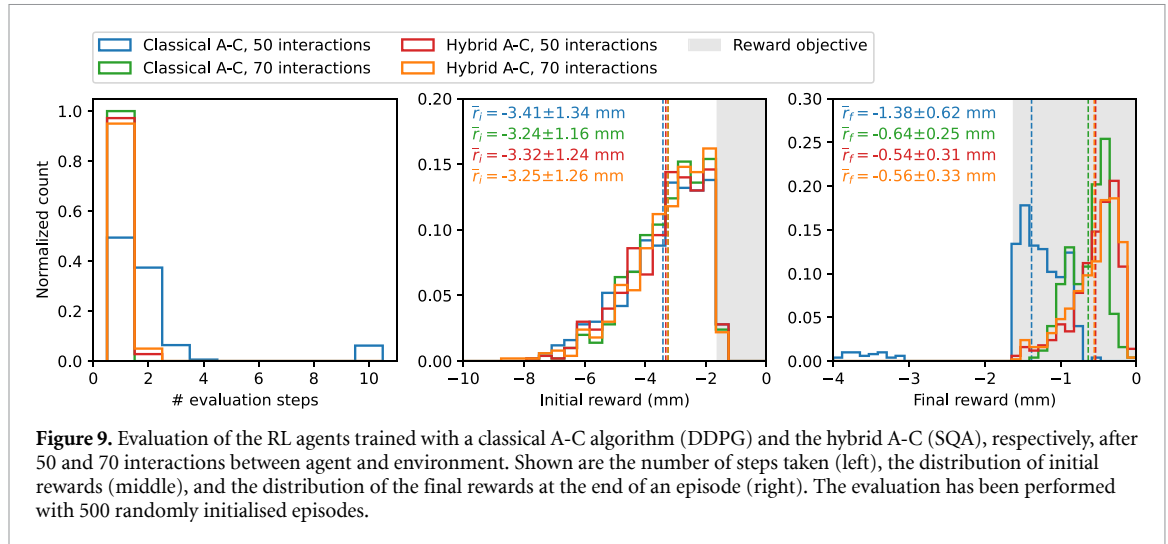 Classical A-C, 50 interactions
Classical A-C, 70 interactions
Hybrid A-C, 50 interactions
Hybrid A-C, 70 interactions
Reward objective
Normalized count
1.0
0.8
0.6
0.4
0.2
0.0
0 2 4 6 8 10
# evaluation steps
0.20
0.15
0.10
0.05
0.00
r̄ᵢ = -3.41±1.34 mm
r̄ᵢ = -3.24±1.16 mm
r̄ᵢ = -3.32±1.24 mm
r̄ᵢ = -3.25±1.26 mm
−10 −8 −6 −4 −2 0
Initial reward (mm)
0.30
0.25
0.20
0.15
0.10
0.05
0.00
r̄_f = -1.38±0.62 mm
r̄_f = -0.64±0.25 mm
r̄_f = -0.54±0.31 mm
r̄_f = -0.56±0.33 mm
−4 −3 −2 −1 0
Final reward (mm)
Figure 9. Evaluation of the RL agents trained with a classical A-C algorithm (DDPG) and the hybrid A-C (SQA), respectively, after
50 and 70 interactions between agent and environment. Shown are the number of steps taken (left), the distribution of initial
rewards (middle), and the distribution of the final rewards at the end of an episode (right). The evaluation has been performed
with 500 randomly initialised episodes.